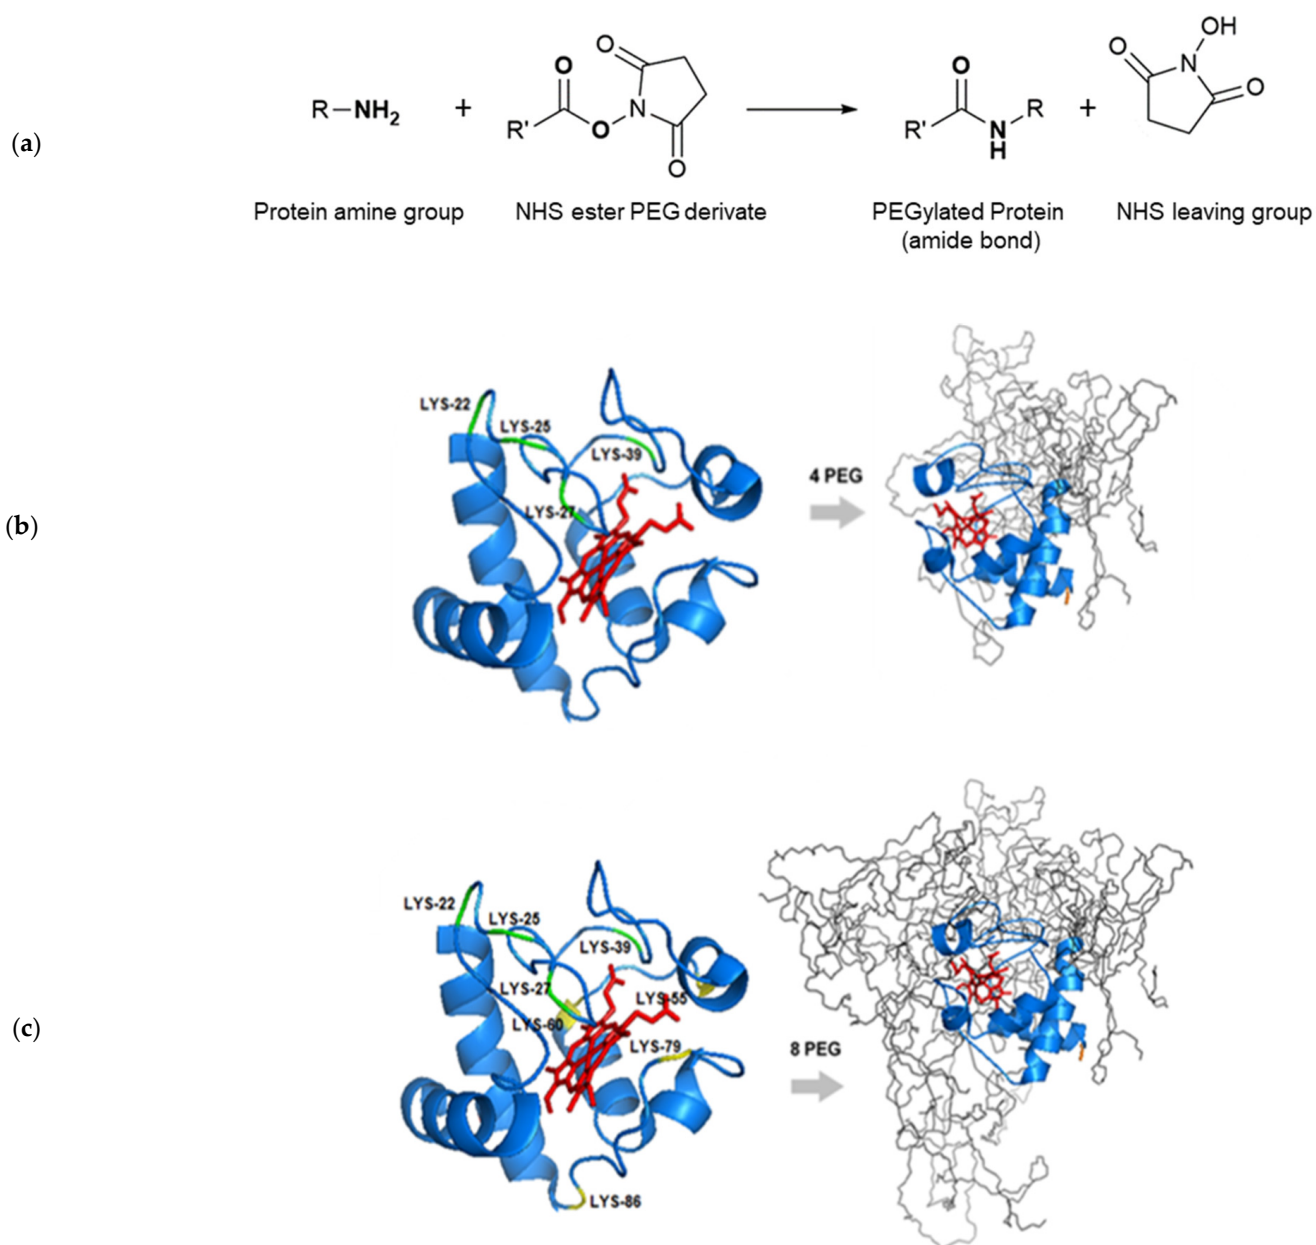 O
O
O
OH
O
N
O
O
R–NH2
+
R'
O
N
R'
N
H
R
+
O
(a)
Protein amine group
NHS ester PEG derivate
PEGylated Protein
(amide bond)
NHS leaving group
LYS-22
LYS-25
LYS-39
LYS-27
4 PEG
(b)
LYS-22
LYS-25
LYS-39
LYS-27
LYS-55
LYS-60
LYS-79
8 PEG
(c)
LYS-86